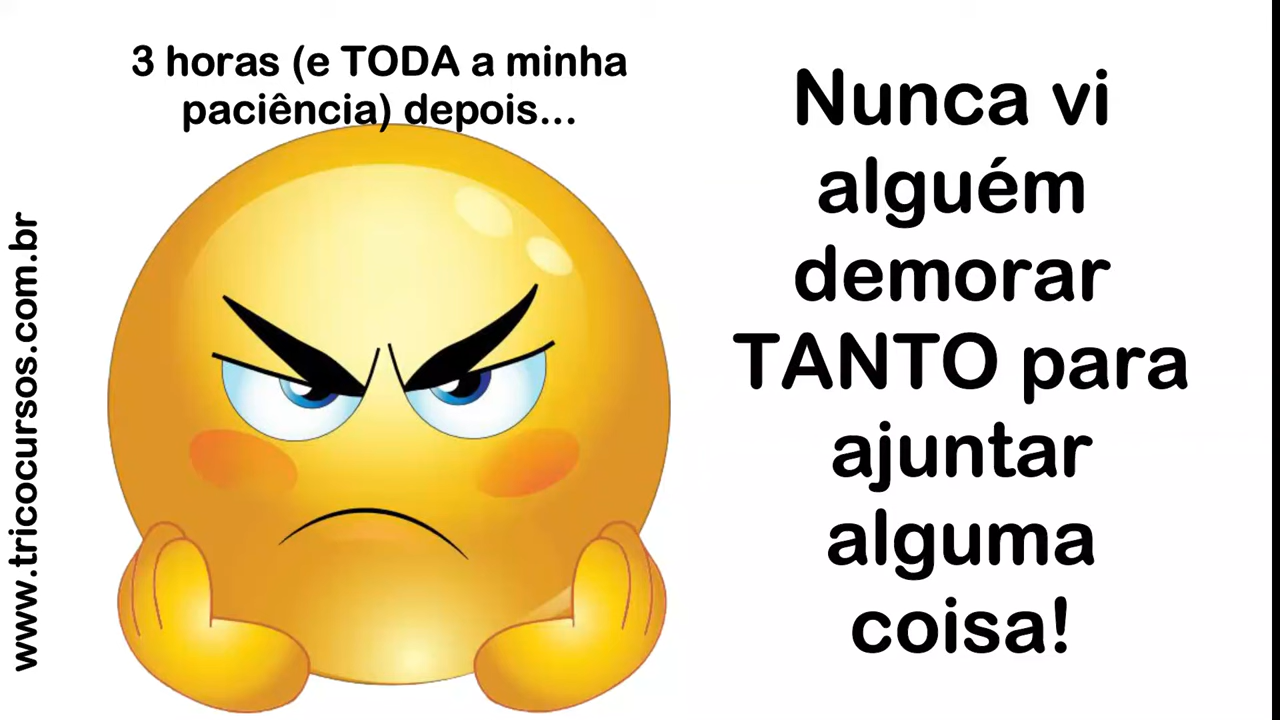 3 horas (e TODA a minha
paciência) depois...
Nunca vi
alguém
demorar
TANTO para
ajuntar
alguma
coisa!
www.tricocursos.com.br